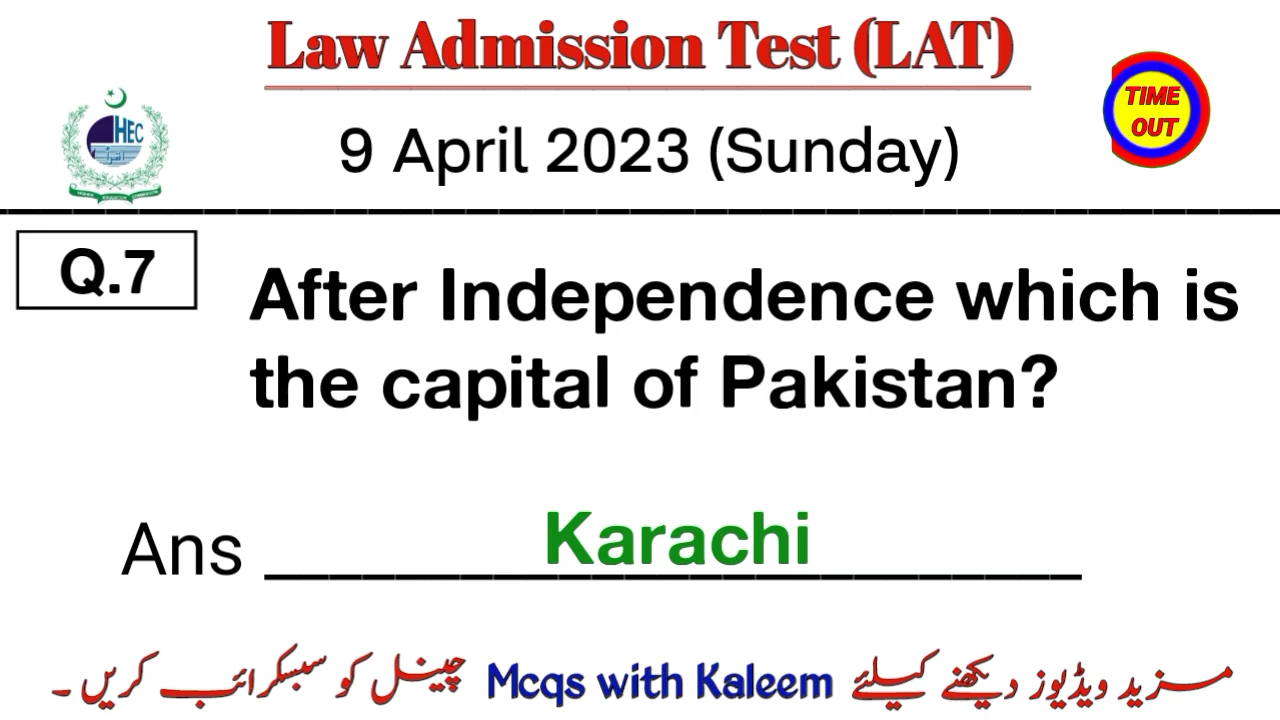 Law Admission Test (LAT)
HEC
TIME
OUT
9 April 2023 (Sunday)
Q.7
After Independence which is
the capital of Pakistan?
Ans
Karachi
مزید ویڈیوز دیکھنے کیلئے Mcqs with Kaleem چینل کو سبسکرائب کریں ۔